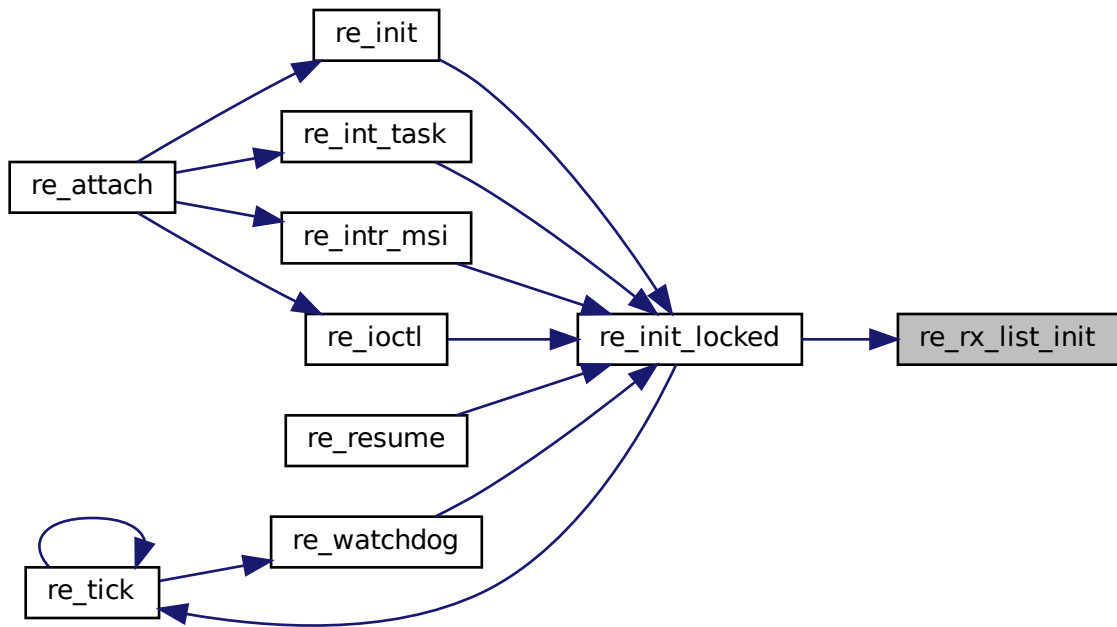 re_init
re_int_task
re_attach
re_intr_msi
re_ioctl
re_init_locked
re_rx_list_init
re_resume
re_watchdog
re_tick